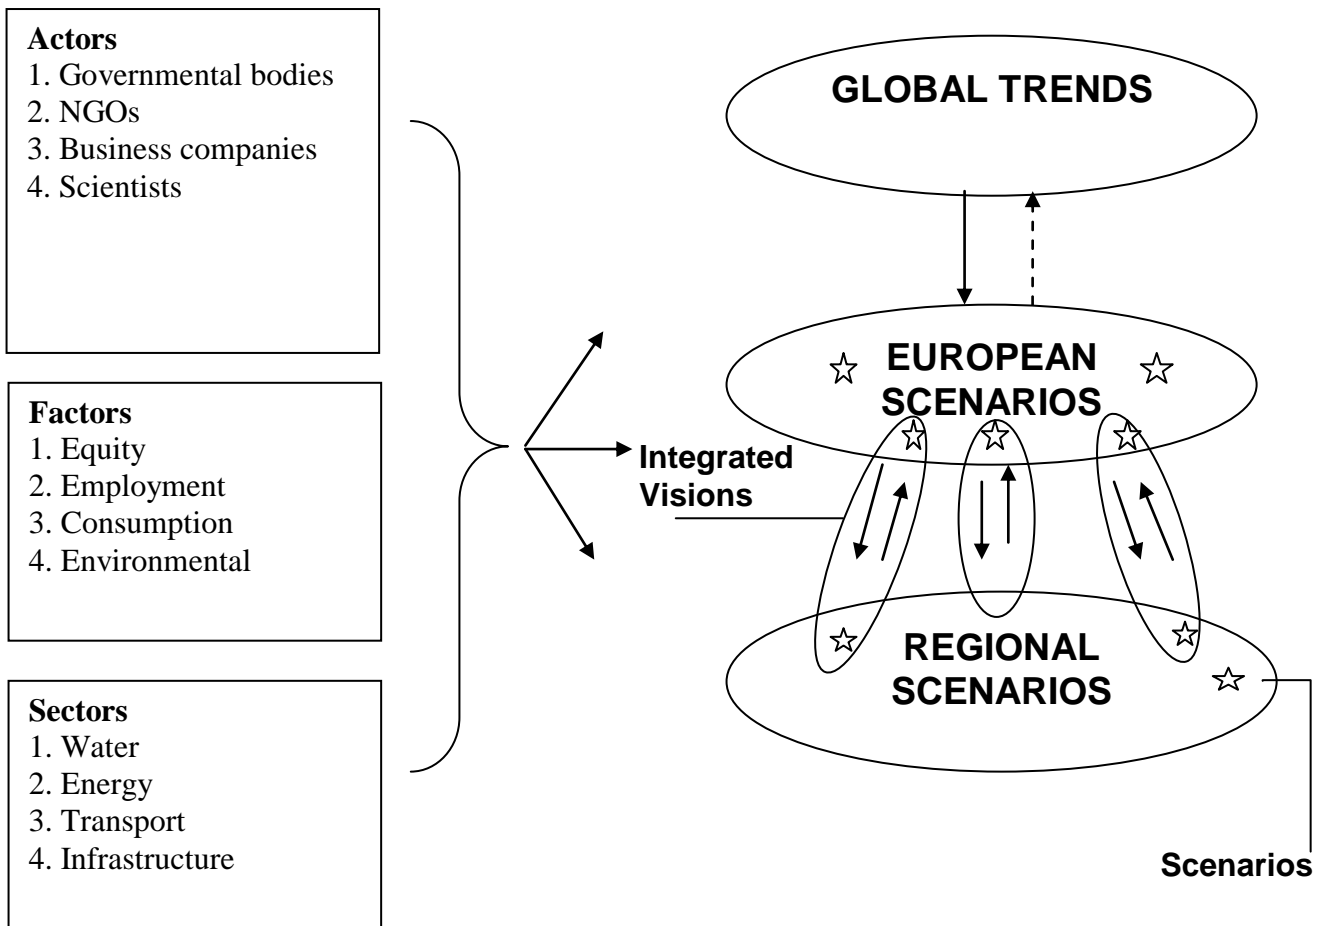 Actors
1. Governmental bodies
2. NGOs
3. Business companies
4. Scientists
Factors
1. Equity
2. Employment
3. Consumption
4. Environmental
Sectors
1. Water
2. Energy
3. Transport
4. Infrastructure
Integrated
Visions
GLOBAL TRENDS
EUROPEAN
SCENARIOS
REGIONAL
SCENARIOS
Scenarios